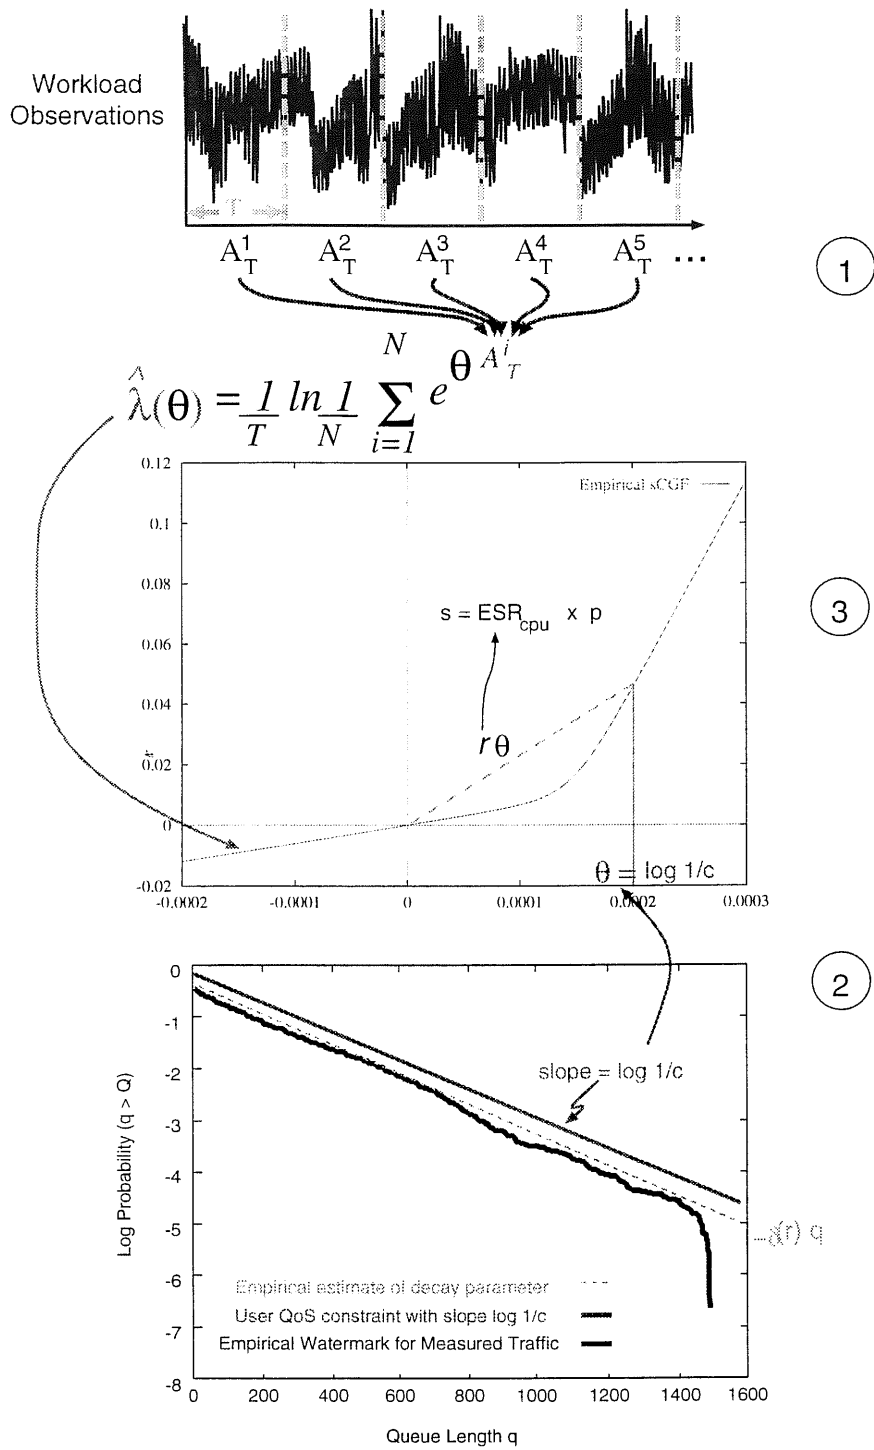 Workload
Observations
T
A_T^1 A_T^2 A_T^3 A_T^4 A_T^5 ...
1
λ̂(θ) = 1/T ln 1/N Σ_{i=1}^{N} e^{θ A_T^i}
0.12
Empirical sCGF
0.1
0.08
3
s = ESR_cpu x p
0.06
0.04
rθ
0.02
0
θ = log 1/c
-0.02
-0.0002 -0.0001 0 0.0001 0.0002 0.0003
0
2
-1
slope = log 1/c
-2
-3
Log Probability (q > Q)
-4
-5
(r) q
-6
Empirical estimate of decay parameter
User QoS constraint with slope log 1/c
-7
Empirical Watermark for Measured Traffic
-8
0 200 400 600 800 1000 1200 1400 1600
Queue Length q